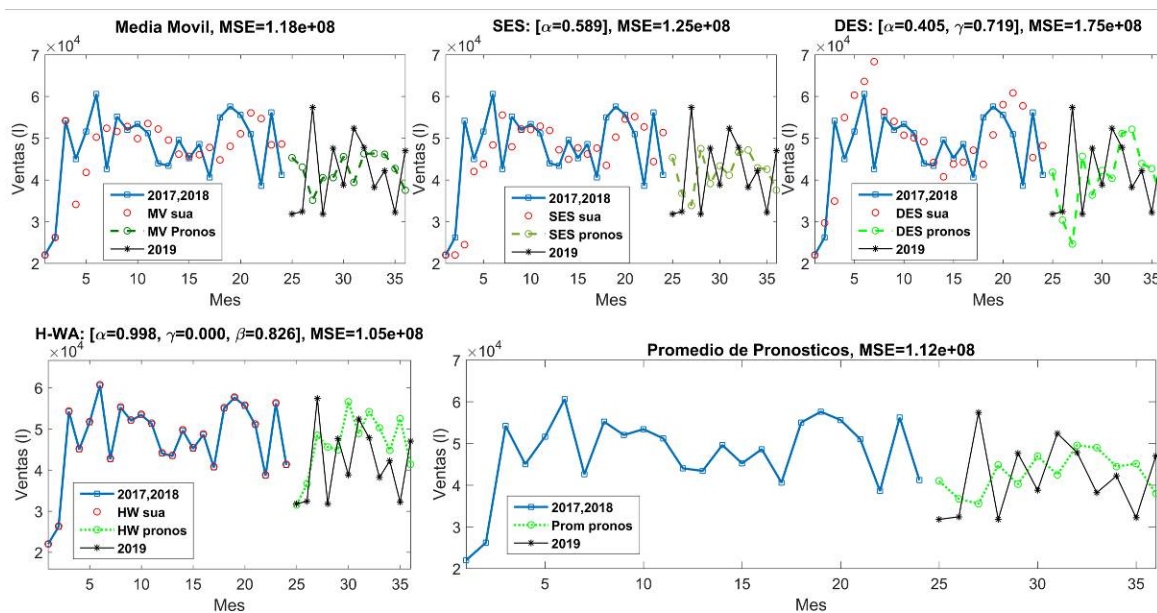 Media Movil, MSE=1.18e+08
×10⁴
7
6
5
4
3
2
Ventas (l)
2017,2018
MV sua
MV Pronos
2019
5 10 15 20 25 30 35
Mes
SES: [α=0.589], MSE=1.25e+08
×10⁴
7
6
5
4
3
2
Ventas (l)
2017,2018
SES sua
SES pronos
2019
5 10 15 20 25 30 35
Mes
DES: [α=0.405, γ=0.719], MSE=1.75e+08
×10⁴
7
6
5
4
3
2
Ventas (l)
2017,2018
DES sua
DES pronos
2019
5 10 15 20 25 30 35
Mes
H-WA: [α=0.998, γ=0.000, β=0.826], MSE=1.05e+08
×10⁴
6
5
4
3
2
Ventas (l)
2017,2018
HW sua
HW pronos
2019
5 10 15 20 25 30 35
Mes
Promedio de Pronosticos, MSE=1.12e+08
×10⁴
7
6
5
4
3
2
Ventas (l)
2017,2018
Prom pronos
2019
5 10 15 20 25 30 35
Mes